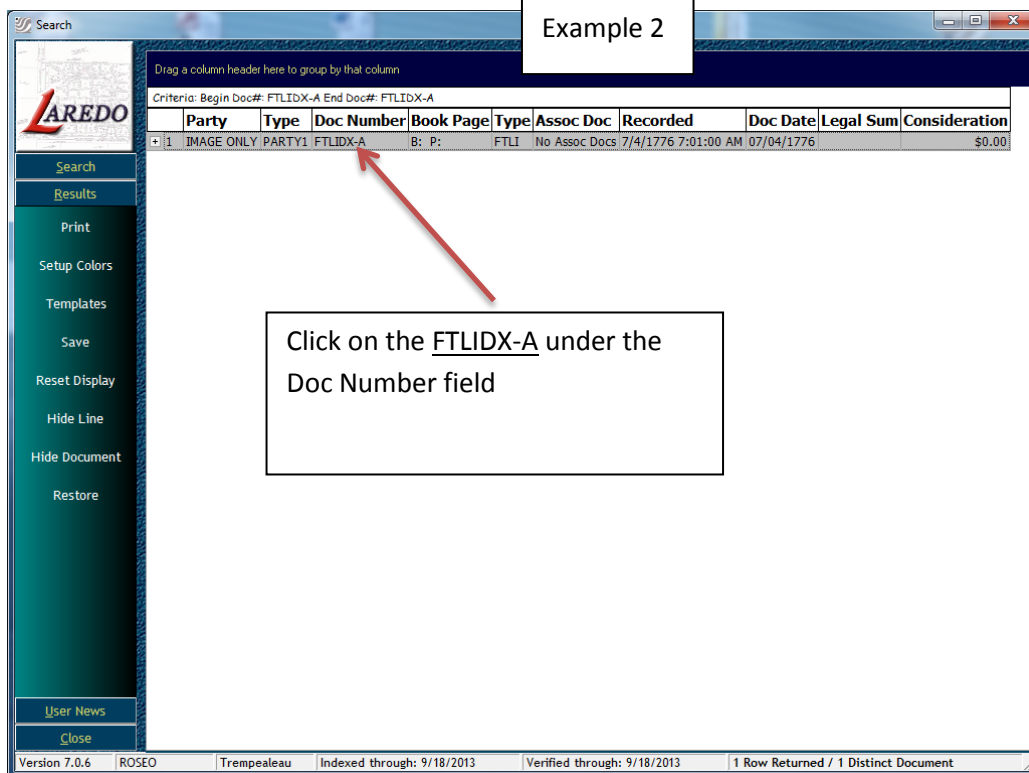 Search
Example 2
Drag a column header here to group by that column
Criteria: Begin Doc#: FTLIDX-A End Doc#: FTLIDX-A
LAREDO
Party Type Doc Number Book Page Type Assoc Doc Recorded Doc Date Legal Sum Consideration
1 IMAGE ONLY PARTY1 FTLIDX-A B: P: FTLI No Assoc Docs 7/4/1776 7:01:00 AM 07/04/1776 $0.00
Search
Results
Print
Setup Colors
Templates
Save
Reset Display
Hide Line
Hide Document
Restore
Click on the FTLIDX-A under the
Doc Number field
User News
Close
Version 7.0.6 ROSEO Trempealeau Indexed through: 9/18/2013 Verified through: 9/18/2013 1 Row Returned / 1 Distinct Document